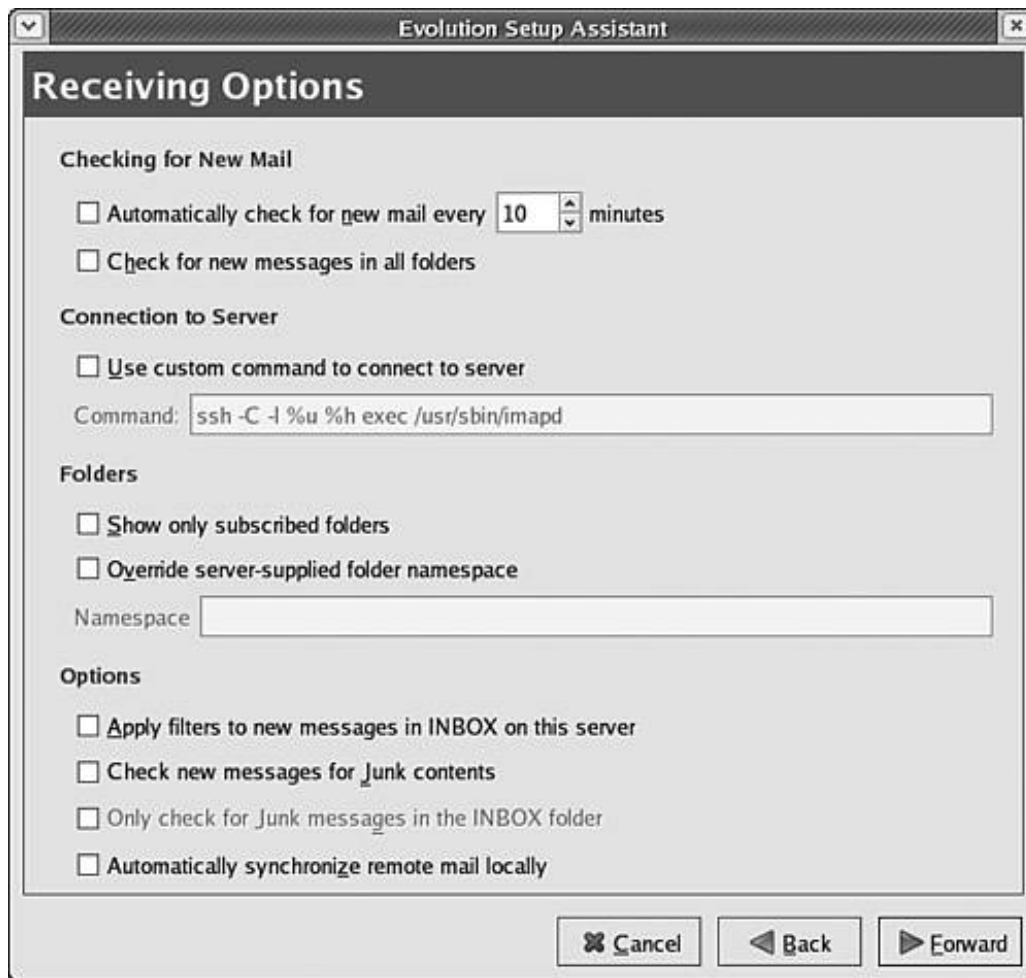 Evolution Setup Assistant
Receiving Options
Checking for New Mail
Automatically check for new mail every 10 minutes
Check for new messages in all folders
Connection to Server
Use custom command to connect to server
Command: ssh -C -l %u %h exec /usr/sbin/imapd
Folders
Show only subscribed folders
Override server-supplied folder namespace
Namespace
Options
Apply filters to new messages in INBOX on this server
Check new messages for Junk contents
Only check for Junk messages in the INBOX folder
Automatically synchronize remote mail locally
Cancel Back Forward